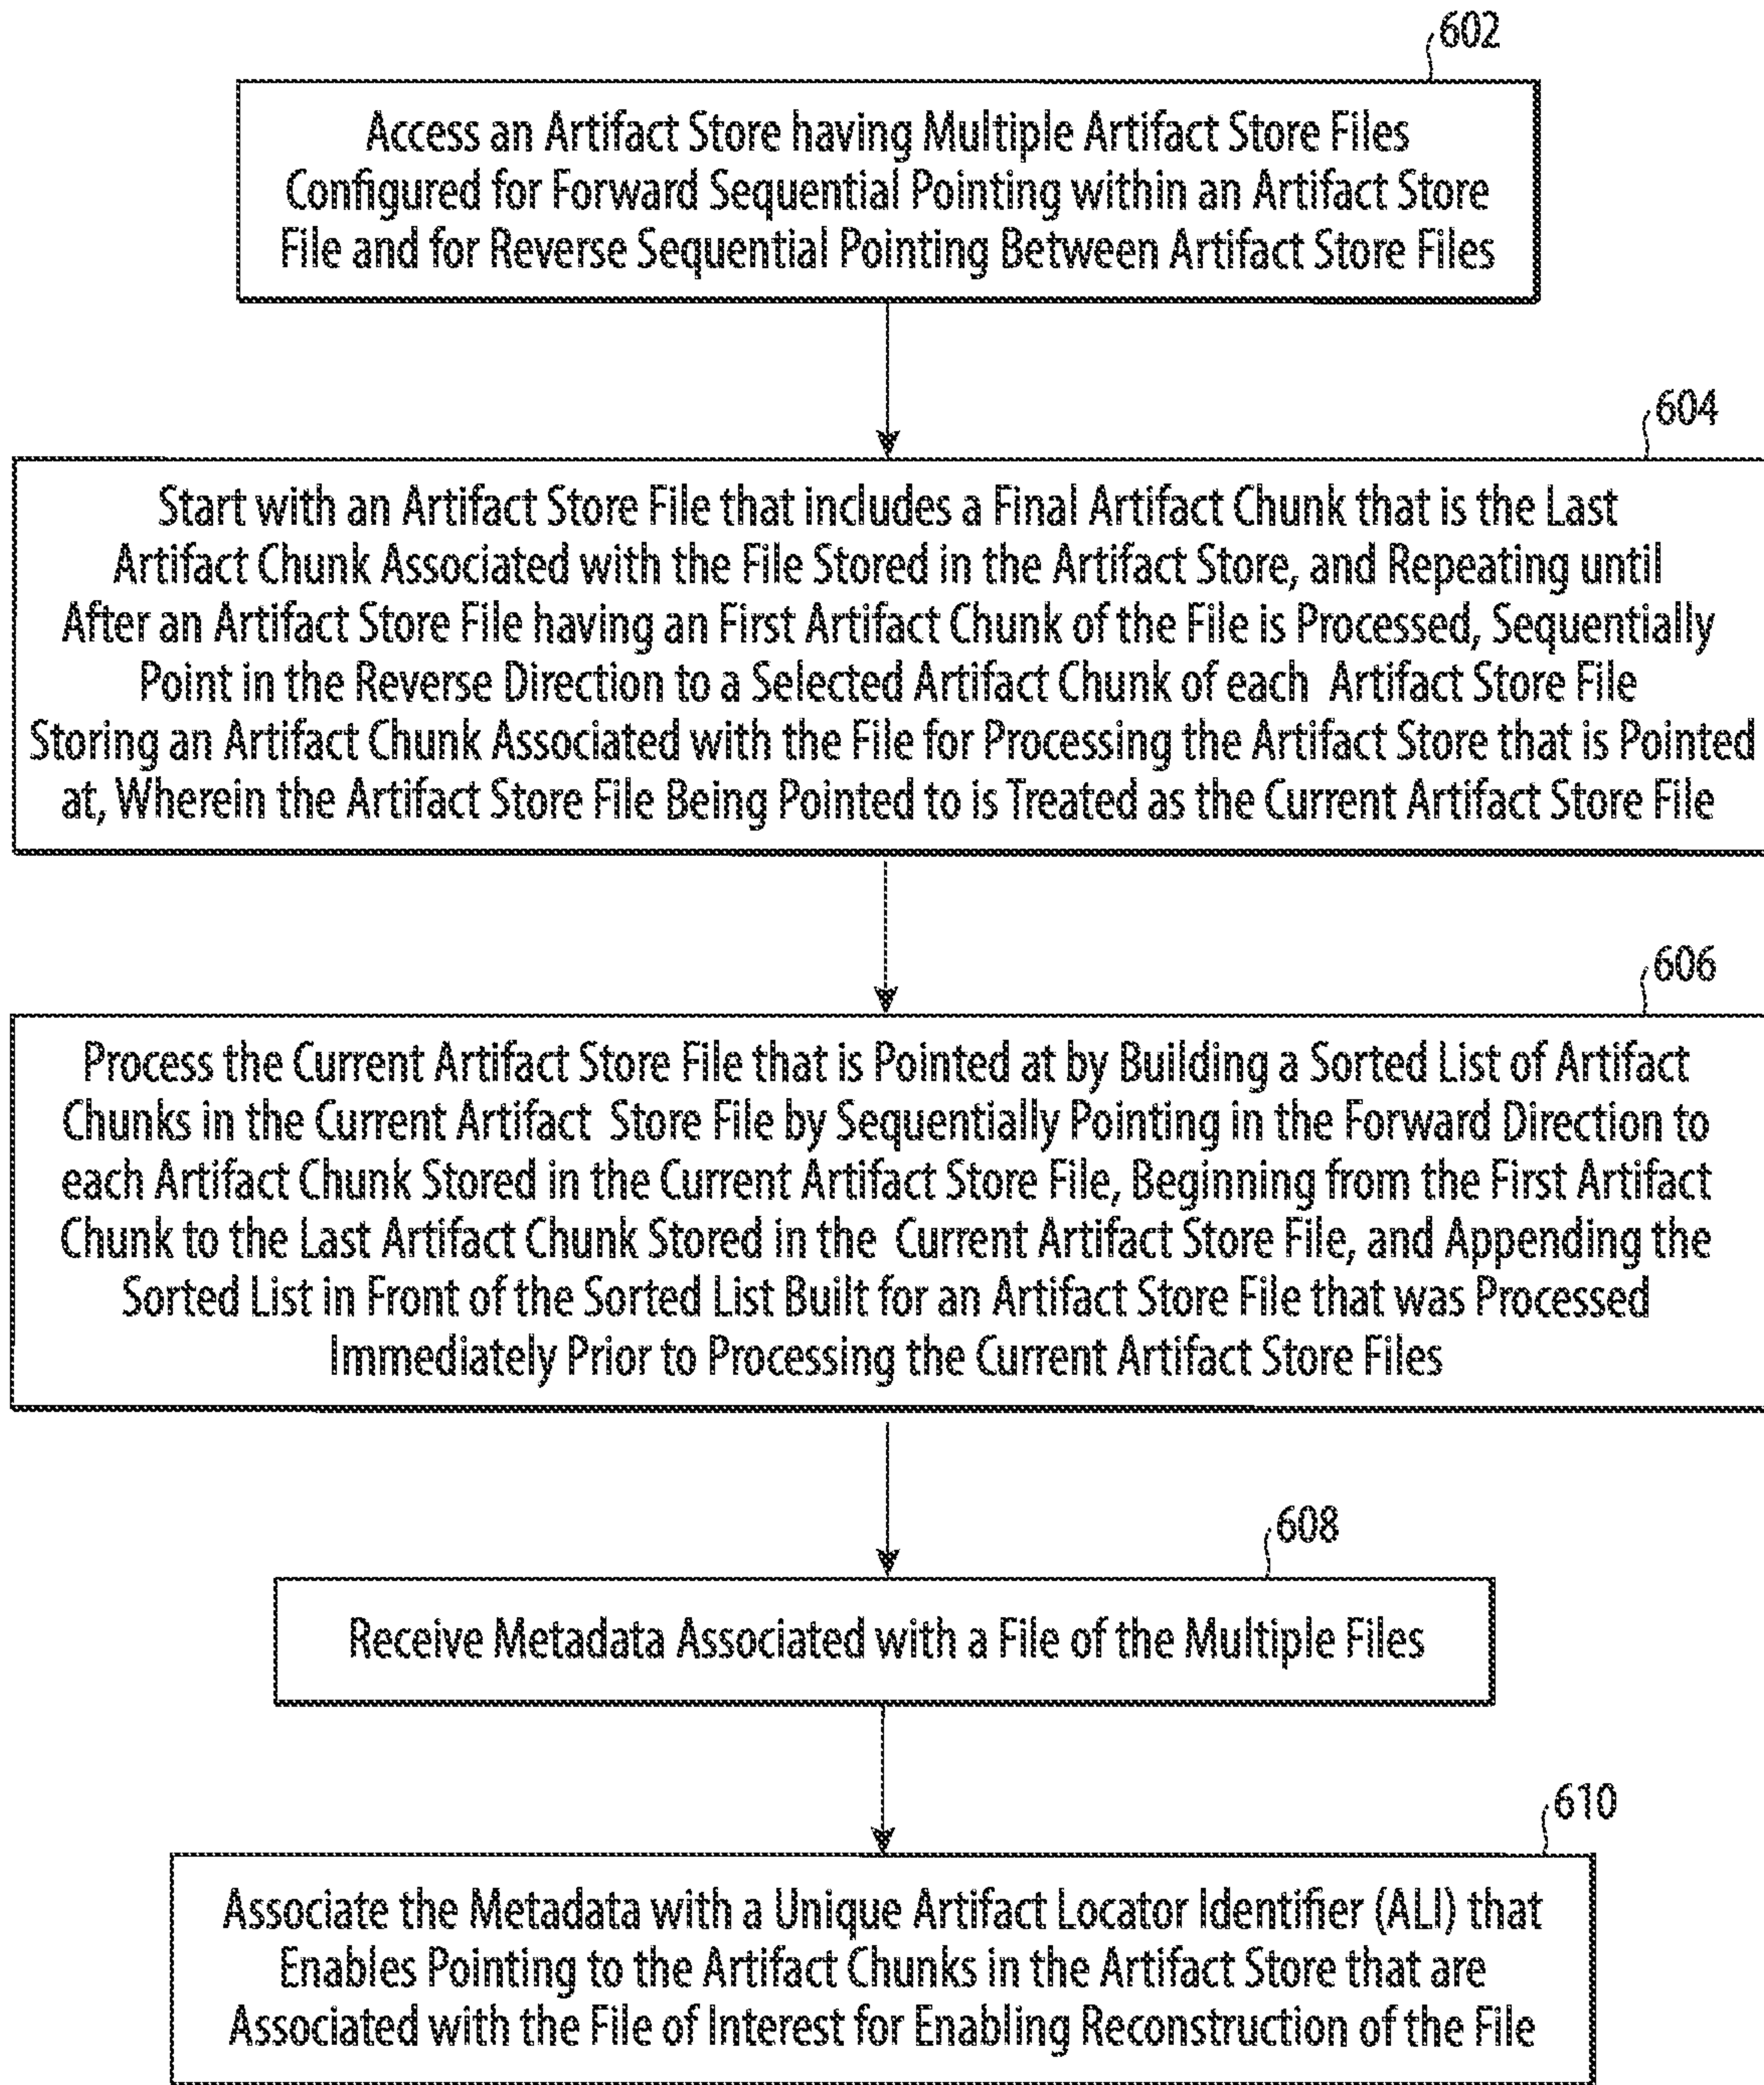 602
Access an Artifact Store having Multiple Artifact Store Files
Configured for Forward Sequential Pointing within an Artifact Store
File and for Reverse Sequential Pointing Between Artifact Store Files
604
Start with an Artifact Store File that includes a Final Artifact Chunk that is the Last
Artifact Chunk Associated with the File Stored in the Artifact Store, and Repeating until
After an Artifact Store File having an First Artifact Chunk of the File is Processed, Sequentially
Point in the Reverse Direction to a Selected Artifact Chunk of each Artifact Store File
Storing an Artifact Chunk Associated with the File for Processing the Artifact Store that is Pointed
at, Wherein the Artifact Store File Being Pointed to is Treated as the Current Artifact Store File
606
Process the Current Artifact Store File that is Pointed at by Building a Sorted List of Artifact
Chunks in the Current Artifact Store File by Sequentially Pointing in the Forward Direction to
each Artifact Chunk Stored in the Current Artifact Store File, Beginning from the First Artifact
Chunk to the Last Artifact Chunk Stored in the Current Artifact Store File, and Appending the
Sorted List in Front of the Sorted List Built for an Artifact Store File that was Processed
Immediately Prior to Processing the Current Artifact Store Files
608
Receive Metadata Associated with a File of the Multiple Files
610
Associate the Metadata with a Unique Artifact Locator Identifier (ALI) that
Enables Pointing to the Artifact Chunks in the Artifact Store that are
Associated with the File of Interest for Enabling Reconstruction of the File